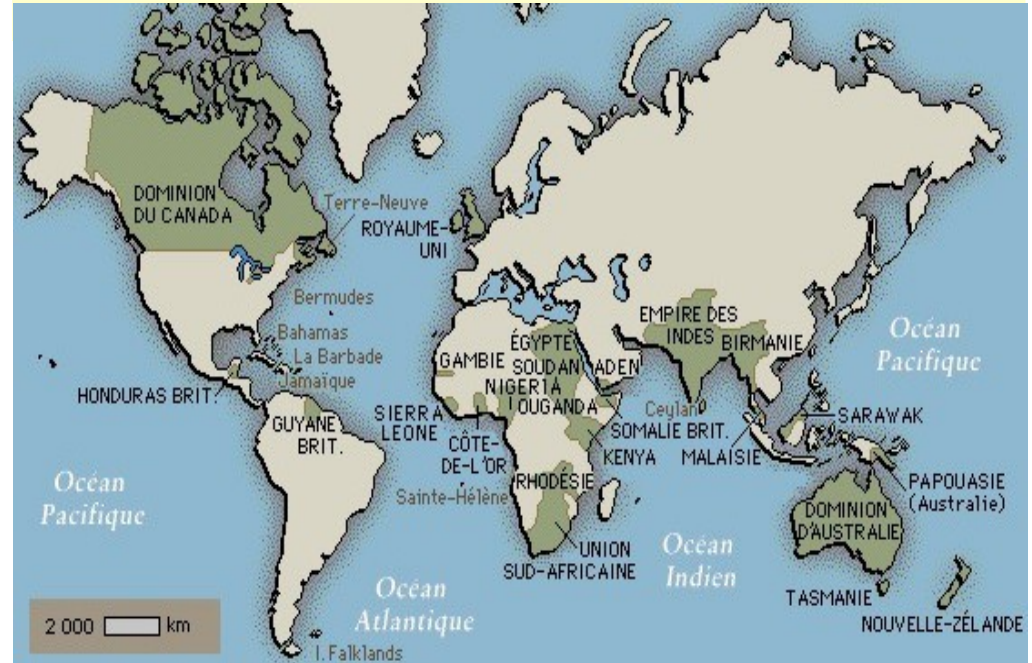 DOMINION
DU CANADA
Terre-Neuve
ROYAUME-
UNI
Bermudes
Bahamas
La Barbade
Jamaïque
HONDURAS BRIT.
GUYANE
BRIT.
GAMBIE
ÉGYPTE
SOUDAN
ADEN
NIGERIA
OUGANDA
SIERRA
LEONE
CÔTE-
DE-L'OR
SOMALIE BRIT.
KENYA
RHODÉSIE
Sainte-Hélène
UNION
SUD-AFRICAINE
EMPIRE DES
INDES
BIRMANIE
Ceylan
MALAISIE
SARAWAK
PAPOUASIE
(Australie)
DOMINION
D'AUSTRALIE
TASMANIE
NOUVELLE-ZÉLANDE
Océan
Pacifique
Océan
Pacifique
Océan
Atlantique
Océan
Indien
I. Falklands
2 000 km